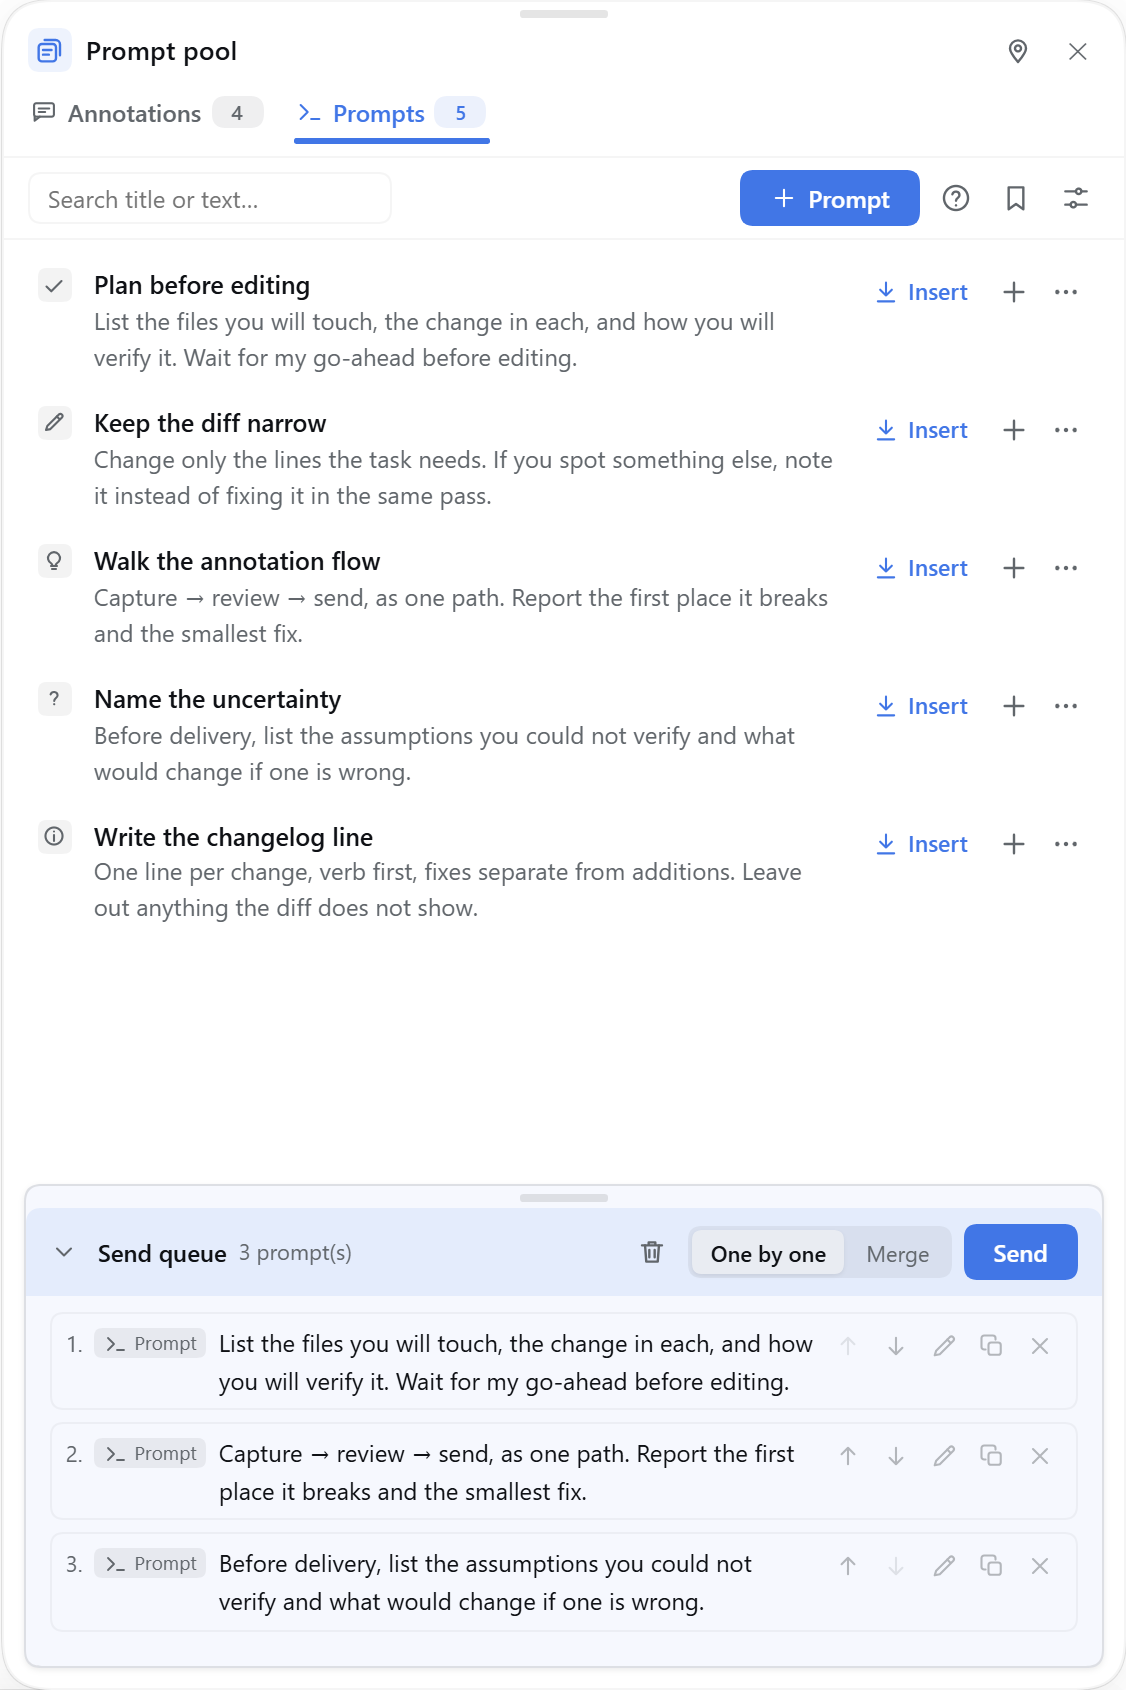 Prompt pool
Annotations 4
Prompts 5
Search title or text...
+ Prompt
Plan before editing
Insert
List the files you will touch, the change in each, and how you will
verify it. Wait for my go-ahead before editing.
Keep the diff narrow
Insert
Change only the lines the task needs. If you spot something else, note
it instead of fixing it in the same pass.
Walk the annotation flow
Insert
Capture → review → send, as one path. Report the first place it breaks
and the smallest fix.
Name the uncertainty
Insert
Before delivery, list the assumptions you could not verify and what
would change if one is wrong.
Write the changelog line
Insert
One line per change, verb first, fixes separate from additions. Leave
out anything the diff does not show.
Send queue 3 prompt(s)
One by one
Merge
Send
1. Prompt List the files you will touch, the change in each, and how
you will verify it. Wait for my go-ahead before editing.
2. Prompt Capture → review → send, as one path. Report the first
place it breaks and the smallest fix.
3. Prompt Before delivery, list the assumptions you could not
verify and what would change if one is wrong.